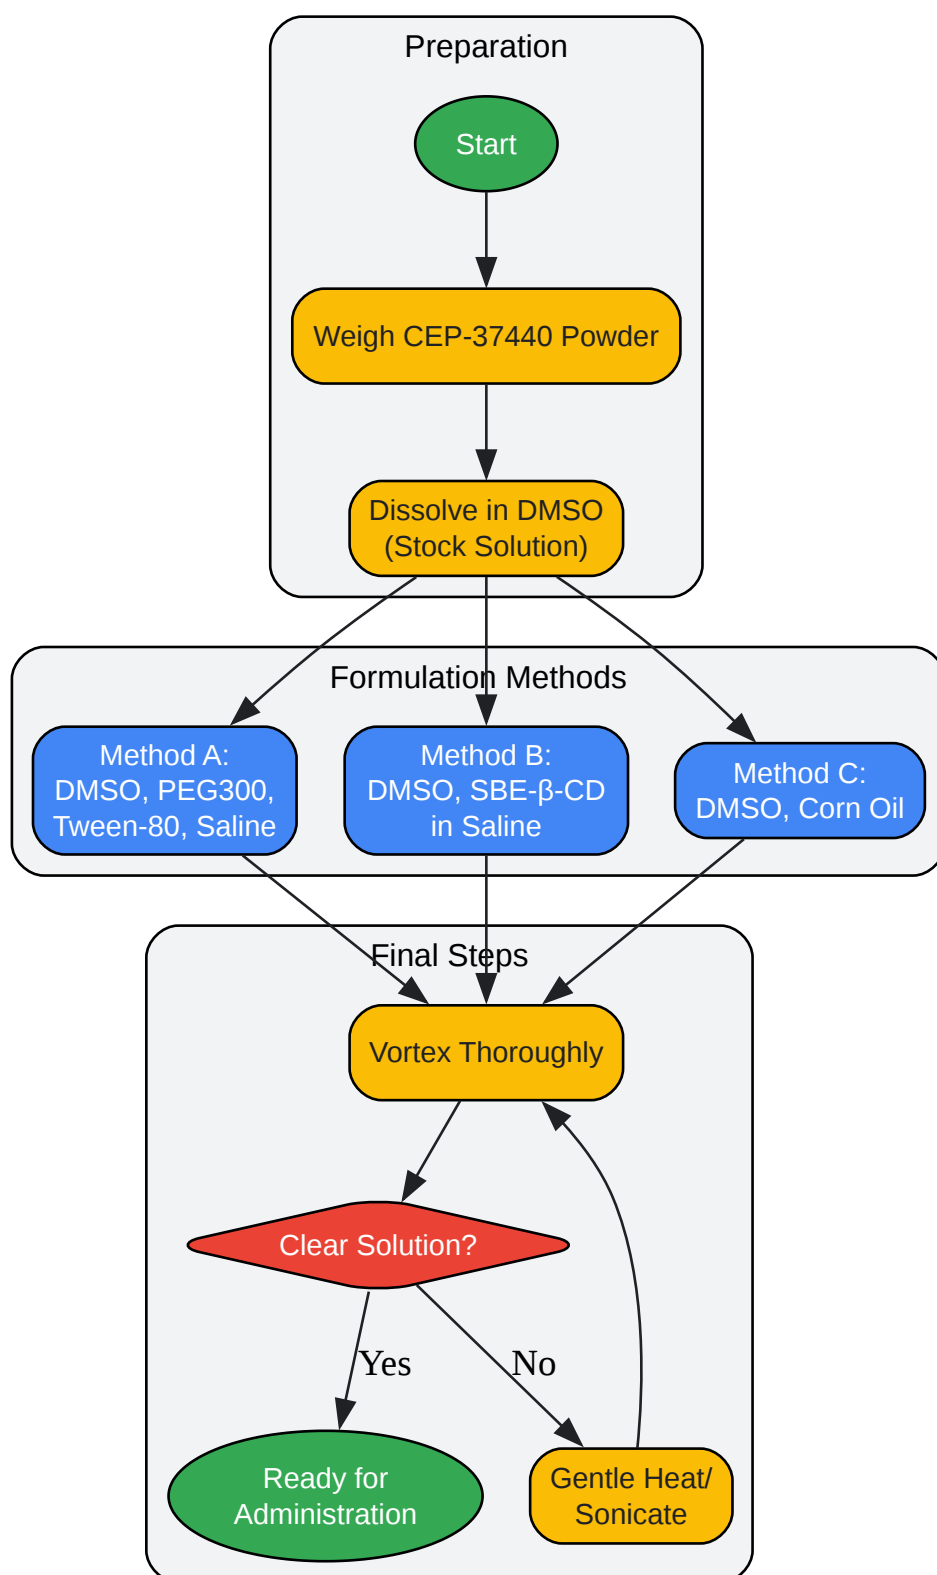 Preparation
Start
Weigh CEP-37440 Powder
Dissolve in DMSO
(Stock Solution)
Formulation Methods
Method A:
DMSO, PEG300,
Tween-80, Saline
Method B:
DMSO, SBE-β-CD
in Saline
Method C:
DMSO, Corn Oil
Final Steps
Vortex Thoroughly
Clear Solution?
Yes
No
Ready for
Administration
Gentle Heat/
Sonicate